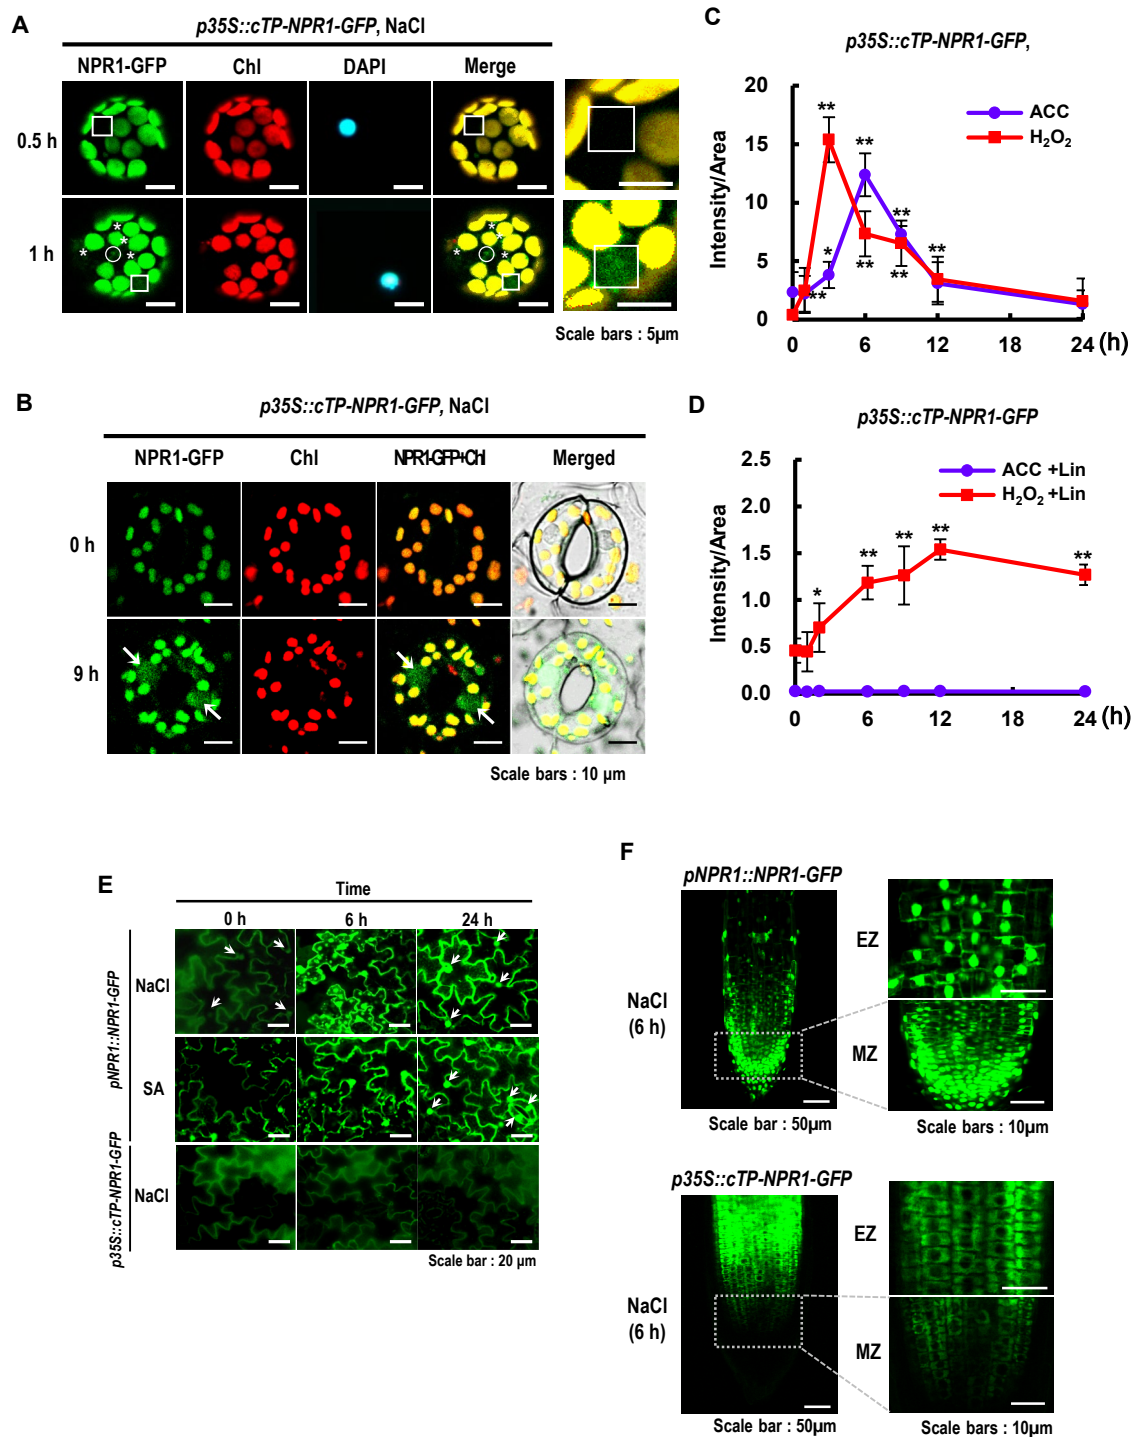 A
p35S::cTP-NPR1-GFP, NaCl
NPR1-GFP Chl DAPI Merge
0.5 h
1 h
* * * * *
* * * *
Scale bars : 5µm
B
p35S::cTP-NPR1-GFP, NaCl
NPR1-GFP Chl NPR1-GFP+Chl Merged
0 h
9 h
Scale bars : 10 µm
C
p35S::cTP-NPR1-GFP,
Intensity/Area
20
15
10
5
0
ACC
H₂O₂
** ** ** ** * ** ** ** **
0 6 12 18 24 (h)
D
p35S::cTP-NPR1-GFP
Intensity/Area
2.5
2.0
1.5
1.0
0.5
0.0
ACC +Lin
H₂O₂ +Lin
* ** ** ** **
0 6 12 18 24 (h)
E
Time
0 h 6 h 24 h
pNPR1::NPR1-GFP
NaCl
SA
p35S::cTP-NPR1-GFP
NaCl
Scale bar : 20 µm
F
pNPR1::NPR1-GFP
NaCl
(6 h)
EZ
MZ
Scale bar : 50µm
Scale bars : 10µm
p35S::cTP-NPR1-GFP
NaCl
(6 h)
EZ
MZ
Scale bar : 50µm
Scale bars : 10µm